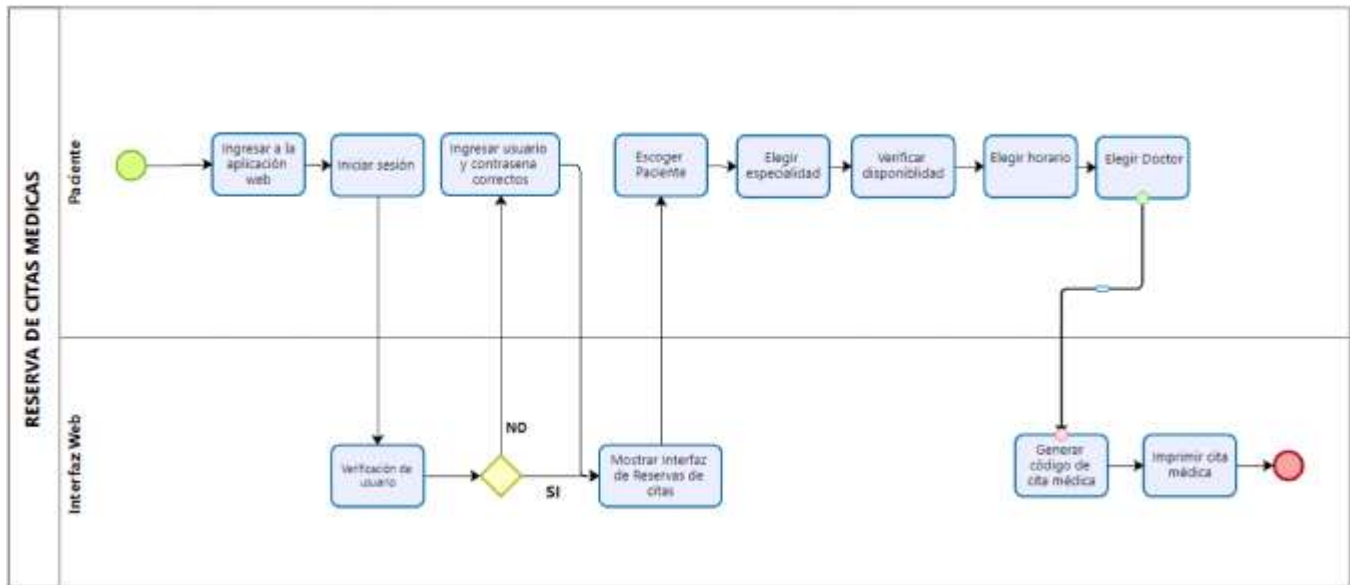 RESERVA DE CITAS MEDICAS
Paciente
Ingresar a la
aplicación
web
Iniciar sesión
Ingresar usuario
y contrasena
correctos
Escoger
Paciente
Elegir
especialidad
Verificar
disponiblidad
Elegir horario
Elegir Doctor
Interfaz Web
Verificación de
usuario
NO
SI
Mostrar Interfaz
de Reservas de
citas
Generar
código de
cita médica
Imprimir cita
médica